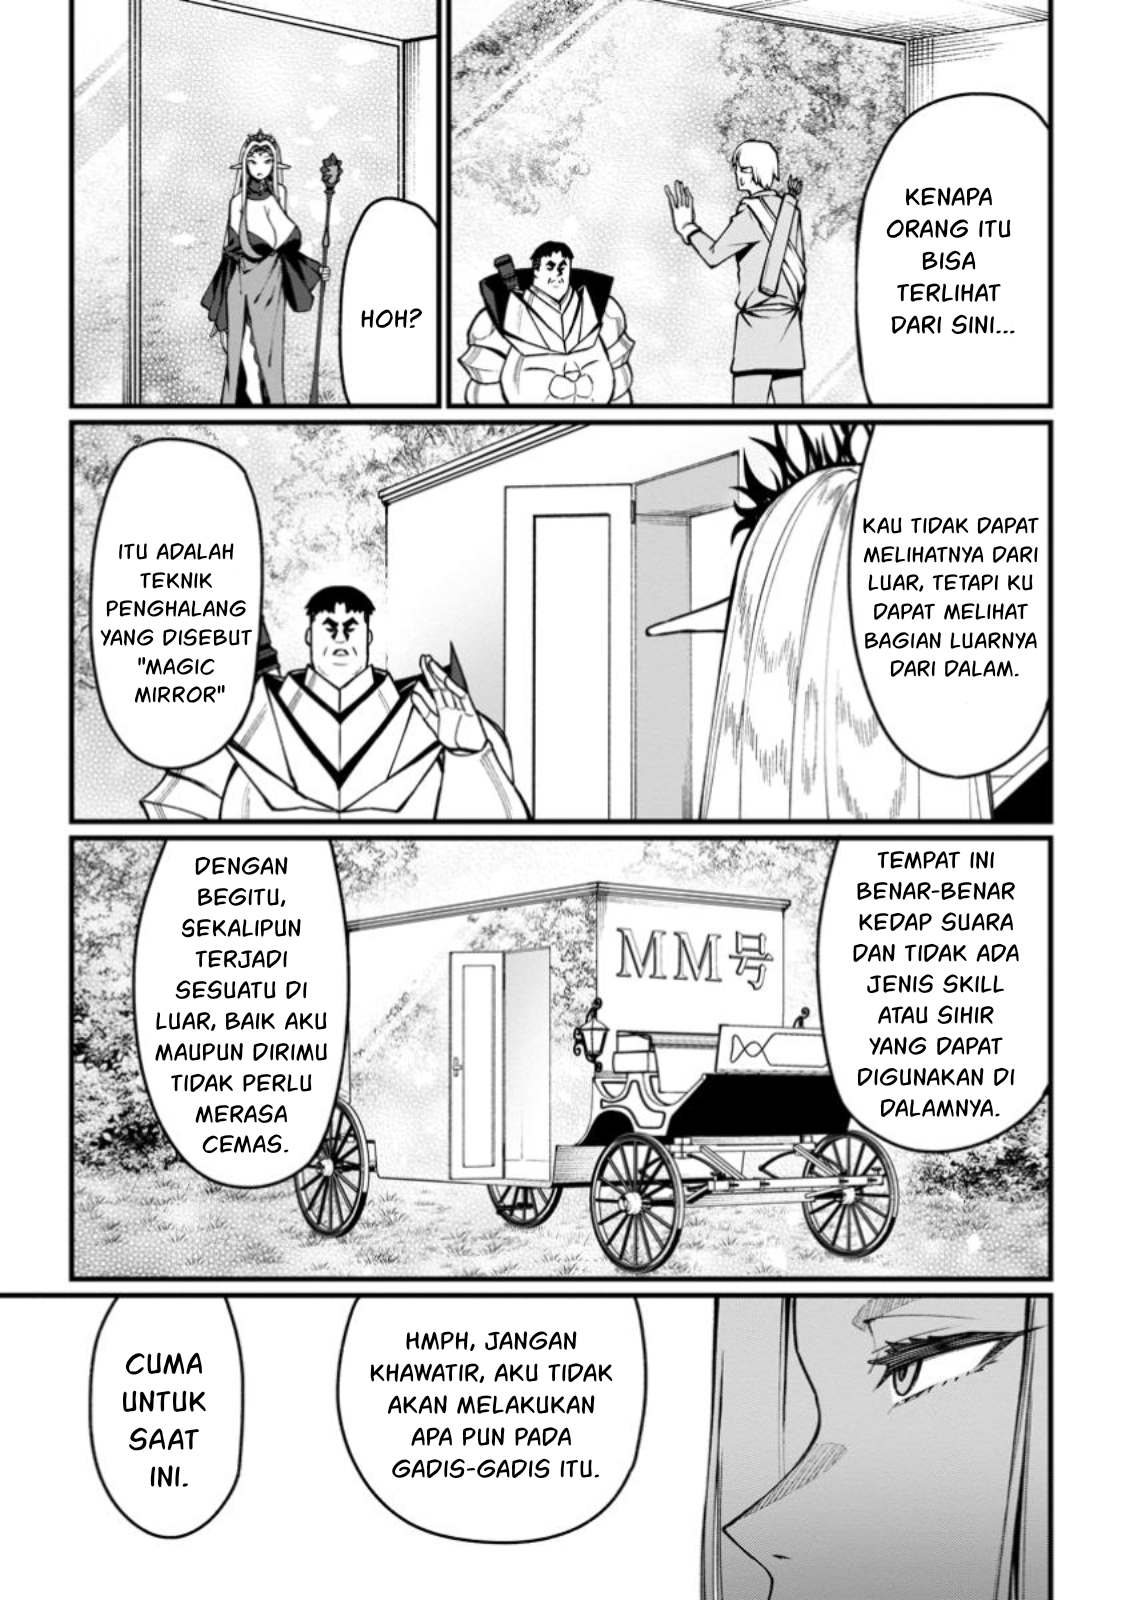 KENAPA
ORANG ITU
BISA
TERLIHAT
DARI SINI...
HOH?
KAU TIDAK DAPAT
MELIHATNYA DARI
LUAR, TETAPI KU
DAPAT MELIHAT
BAGIAN LUARNYA
DARI DALAM.
ITU ADALAH
TEKNIK
PENGHALANG
YANG DISEBUT
"MAGIC
MIRROR"
TEMPAT INI
BENAR-BENAR
KEDAP SUARA
DAN TIDAK ADA
JENIS SKILL
ATAU SIHIR
YANG DAPAT
DIGUNAKAN DI
DALAMNYA.
MM号
DENGAN
BEGITU,
SEKALIPUN
TERJADI
SESUATU DI
LUAR, BAIK AKU
MAUPUN DIRIMU
TIDAK PERLU
MERASA
CEMAS.
HMPH, JANGAN
KHAWATIR, AKU TIDAK
AKAN MELAKUKAN
APA PUN PADA
GADIS-GADIS ITU.
CUMA
UNTUK
SAAT
INI.